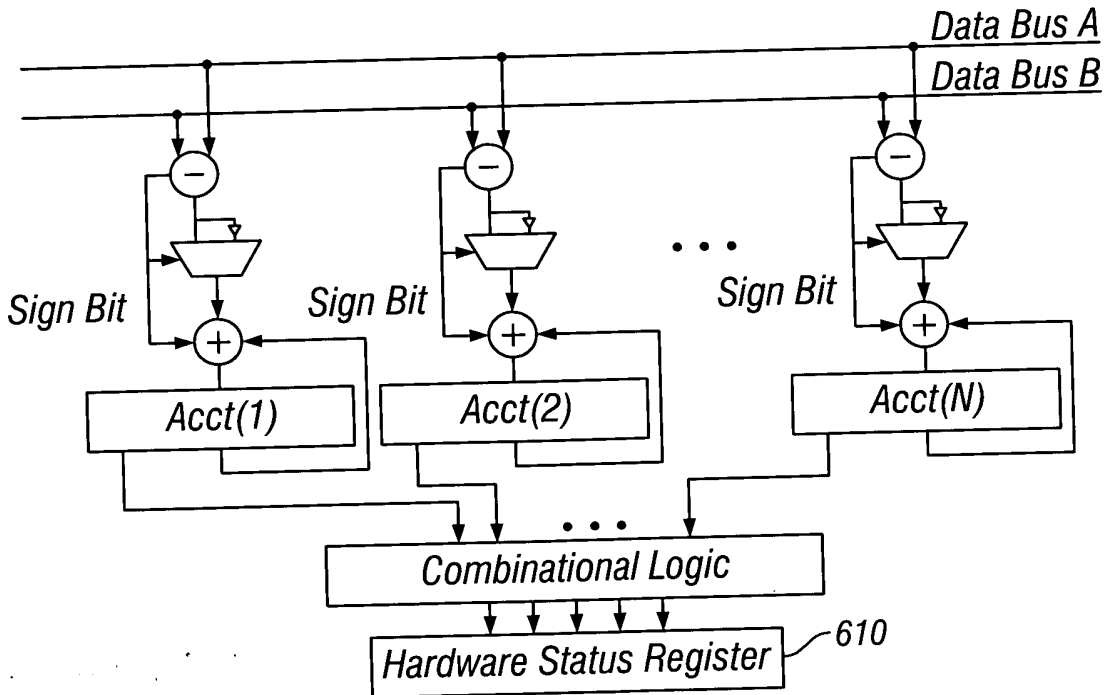 Data Bus A
Data Bus B
−
−
−
• • •
Sign Bit
Sign Bit
Sign Bit
+
+
+
Acct(1)
Acct(2)
Acct(N)
• • •
Combinational Logic
Hardware Status Register
610